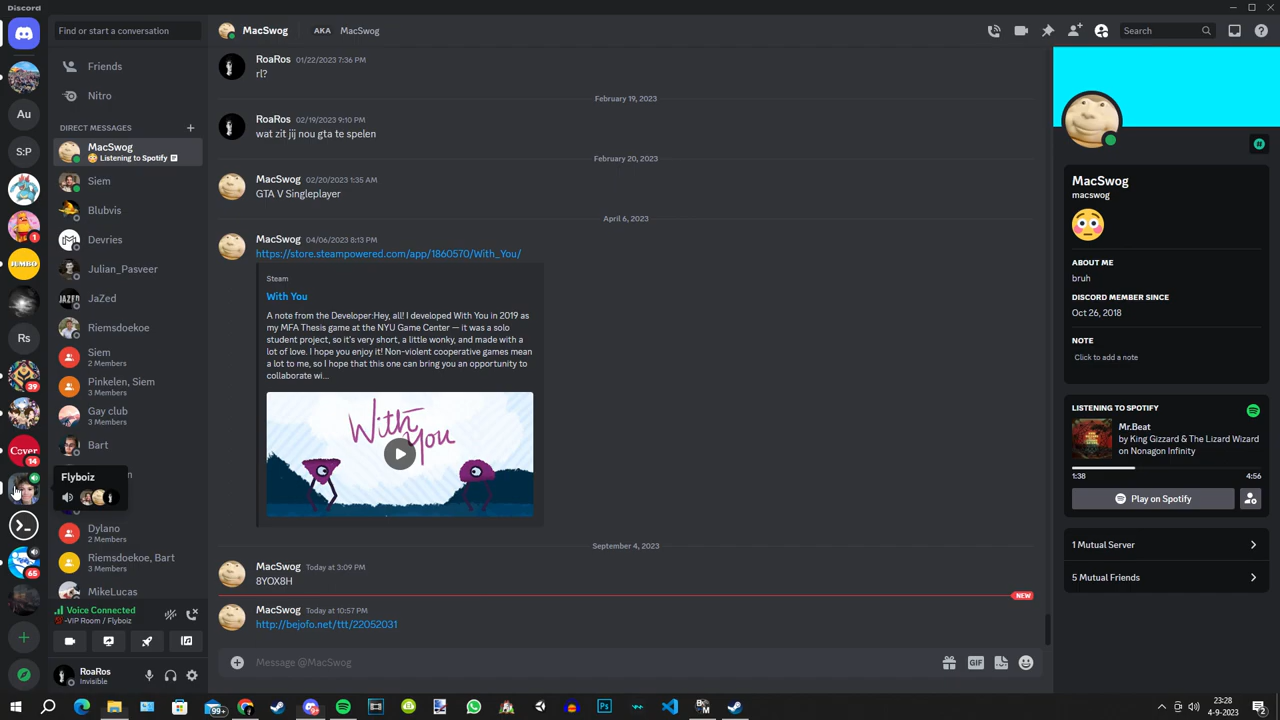 Discord
Find or start a conversation
Friends
Nitro
DIRECT MESSAGES
MacSwog
Listening to Spotify
Siem
Blubvis
Devries
Julian_Pasveer
JaZed
Riemsdoekoe
Siem
2 Members
Pinkelen, Siem
3 Members
Gay club
3 Members
Bart
Flyboiz
Dylano
2 Members
Riemsdoekoe, Bart
3 Members
MikeLucas
Voice Connected
-VIP Room / Flyboiz
RoaRos
Invisible
Au
S:P
1
JUMBO
Rs
39
Cover
14
65
MacSwog
AKA MacSwog
Search
RoaRos 01/22/2023 7:36 PM
rl?
February 19, 2023
RoaRos 02/19/2023 9:10 PM
wat zit jij nou gta te spelen
February 20, 2023
MacSwog 02/20/2023 1:35 AM
GTA V Singleplayer
April 6, 2023
MacSwog 04/06/2023 8:13 PM
https://store.steampowered.com/app/1860570/With_You/
Steam
With You
A note from the Developer:Hey, all! I developed With You in 2019 as
my MFA Thesis game at the NYU Game Center — it was a solo
student project, so it's very short, a little wonky, and made with a
lot of love. I hope you enjoy it! Non-violent cooperative games mean
a lot to me, so I hope that this one can bring you an opportunity to
collaborate wi...
With
You
September 4, 2023
MacSwog Today at 3:09 PM
8YOX8H
NEW
MacSwog Today at 10:57 PM
http://bejofo.net/ttt/22052031
Message @MacSwog
GIF
MacSwog
macswog
ABOUT ME
bruh
DISCORD MEMBER SINCE
Oct 26, 2018
NOTE
Click to add a note
LISTENING TO SPOTIFY
Mr.Beat
by King Gizzard & The Lizard Wizard
on Nonagon Infinity
1:38
4:56
Play on Spotify
1 Mutual Server
5 Mutual Friends
99+
Ps
23:28
4-9-2023
2